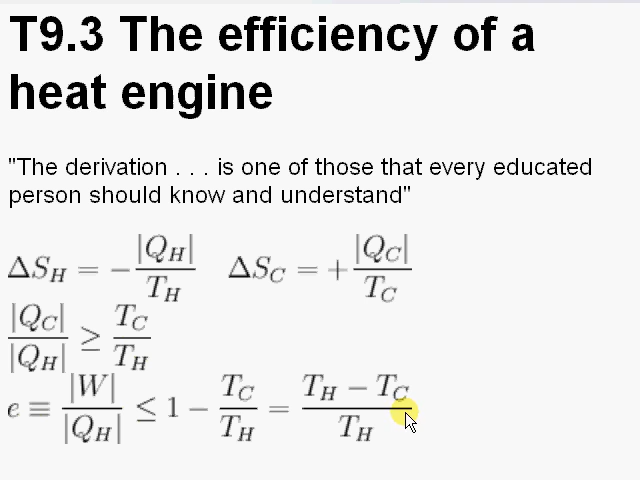 T9.3 The efficiency of a
heat engine
"The derivation . . . is one of those that every educated
person should know and understand"
ΔS_H = −|Q_H|/T_H  ΔS_C = +|Q_C|/T_C
|Q_C|/|Q_H| ≥ T_C/T_H
e ≡ |W|/|Q_H| ≤ 1 − T_C/T_H = (T_H − T_C)/T_H